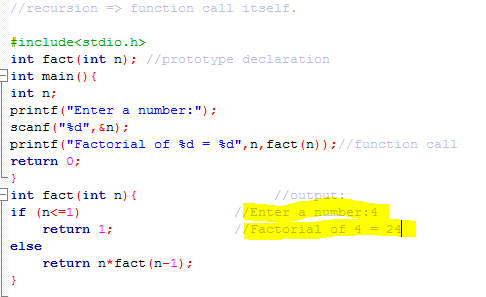 //recursion => function call itself.
#include<stdio.h>
int fact(int n); //prototype declaration
int main(){
int n;
printf("Enter a number:");
scanf("%d",&n);
printf("Factorial of %d = %d",n,fact(n));//function call
return 0;
}
int fact(int n){ //output:
if (n<=1) //Enter a number:4
return 1; //Factorial of 4 = 24
else
return n*fact(n-1);
}